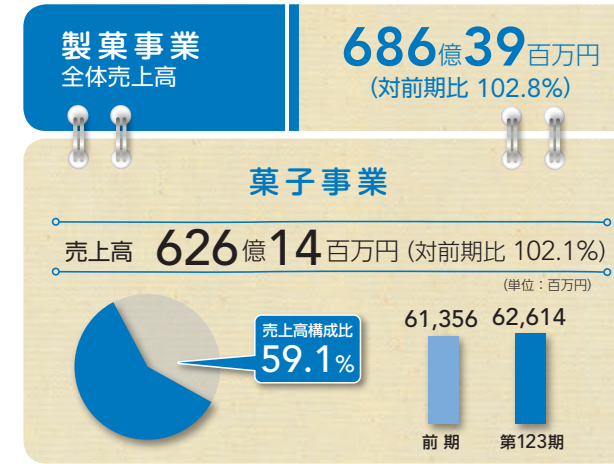 製菓事業
全体売上高
686億39百万円
(対前期比 102.8%)
菓子事業
売上高 626億14百万円 (対前期比 102.1%)
(単位：百万円)
売上高構成比
59.1%
61,356 62,614
前期 第123期